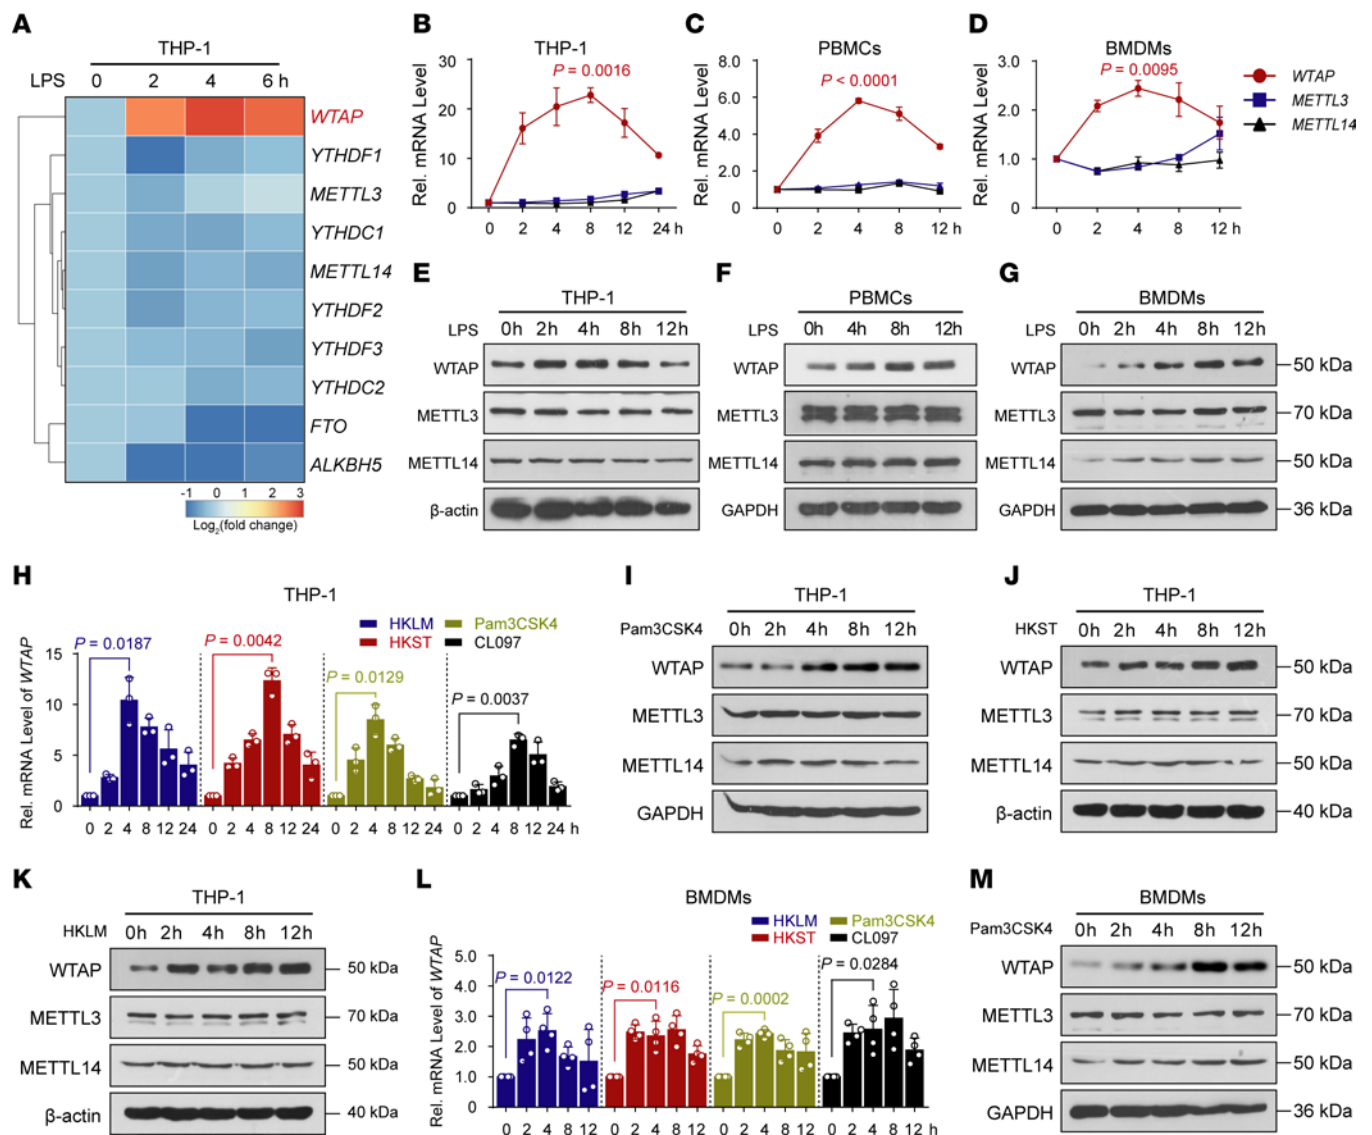 A
THP-1
LPS 0 2 4 6 h
WTAP
YTHDF1
METTL3
YTHDC1
METTL14
YTHDF2
YTHDF3
YTHDC2
FTO
ALKBH5
-1 0 1 2 3
Log2(fold change)
B
THP-1
Rel. mRNA Level
30
20
10
0
P = 0.0016
0 2 4 8 12 24 h
C
PBMCs
Rel. mRNA Level
8.0
6.0
4.0
2.0
0
P < 0.0001
0 2 4 8 12 h
D
BMDMs
Rel. mRNA Level
3.0
2.0
1.0
0
P = 0.0095
0 2 4 8 12 h
WTAP
METTL3
METTL14
E
THP-1
LPS 0h 2h 4h 8h 12h
WTAP
METTL3
METTL14
β-actin
F
PBMCs
LPS 0h 4h 8h 12h
WTAP
METTL3
METTL14
GAPDH
G
BMDMs
LPS 0h 2h 4h 8h 12h
WTAP 50 kDa
METTL3 70 kDa
METTL14 50 kDa
GAPDH 36 kDa
H
THP-1
HKLM Pam3CSK4
HKST CL097
Rel. mRNA Level of WTAP
15
10
5
0
P = 0.0187
P = 0.0042
P = 0.0129
P = 0.0037
0 2 4 8 12 24 0 2 4 8 12 24 0 2 4 8 12 24 0 2 4 8 12 24 h
I
THP-1
Pam3CSK4 0h 2h 4h 8h 12h
WTAP
METTL3
METTL14
GAPDH
J
THP-1
HKST 0h 2h 4h 8h 12h
WTAP 50 kDa
METTL3 70 kDa
METTL14 50 kDa
β-actin 40 kDa
K
THP-1
HKLM 0h 2h 4h 8h 12h
WTAP 50 kDa
METTL3 70 kDa
METTL14 50 kDa
β-actin 40 kDa
L
BMDMs
HKLM Pam3CSK4
HKST CL097
Rel. mRNA Level of WTAP
5.0
4.0
3.0
2.0
1.0
0
P = 0.0122
P = 0.0116
P = 0.0002
P = 0.0284
0 2 4 8 12 0 2 4 8 12 0 2 4 8 12 0 2 4 8 12 h
M
BMDMs
Pam3CSK4 0h 2h 4h 8h 12h
WTAP 50 kDa
METTL3 70 kDa
METTL14 50 kDa
GAPDH 36 kDa